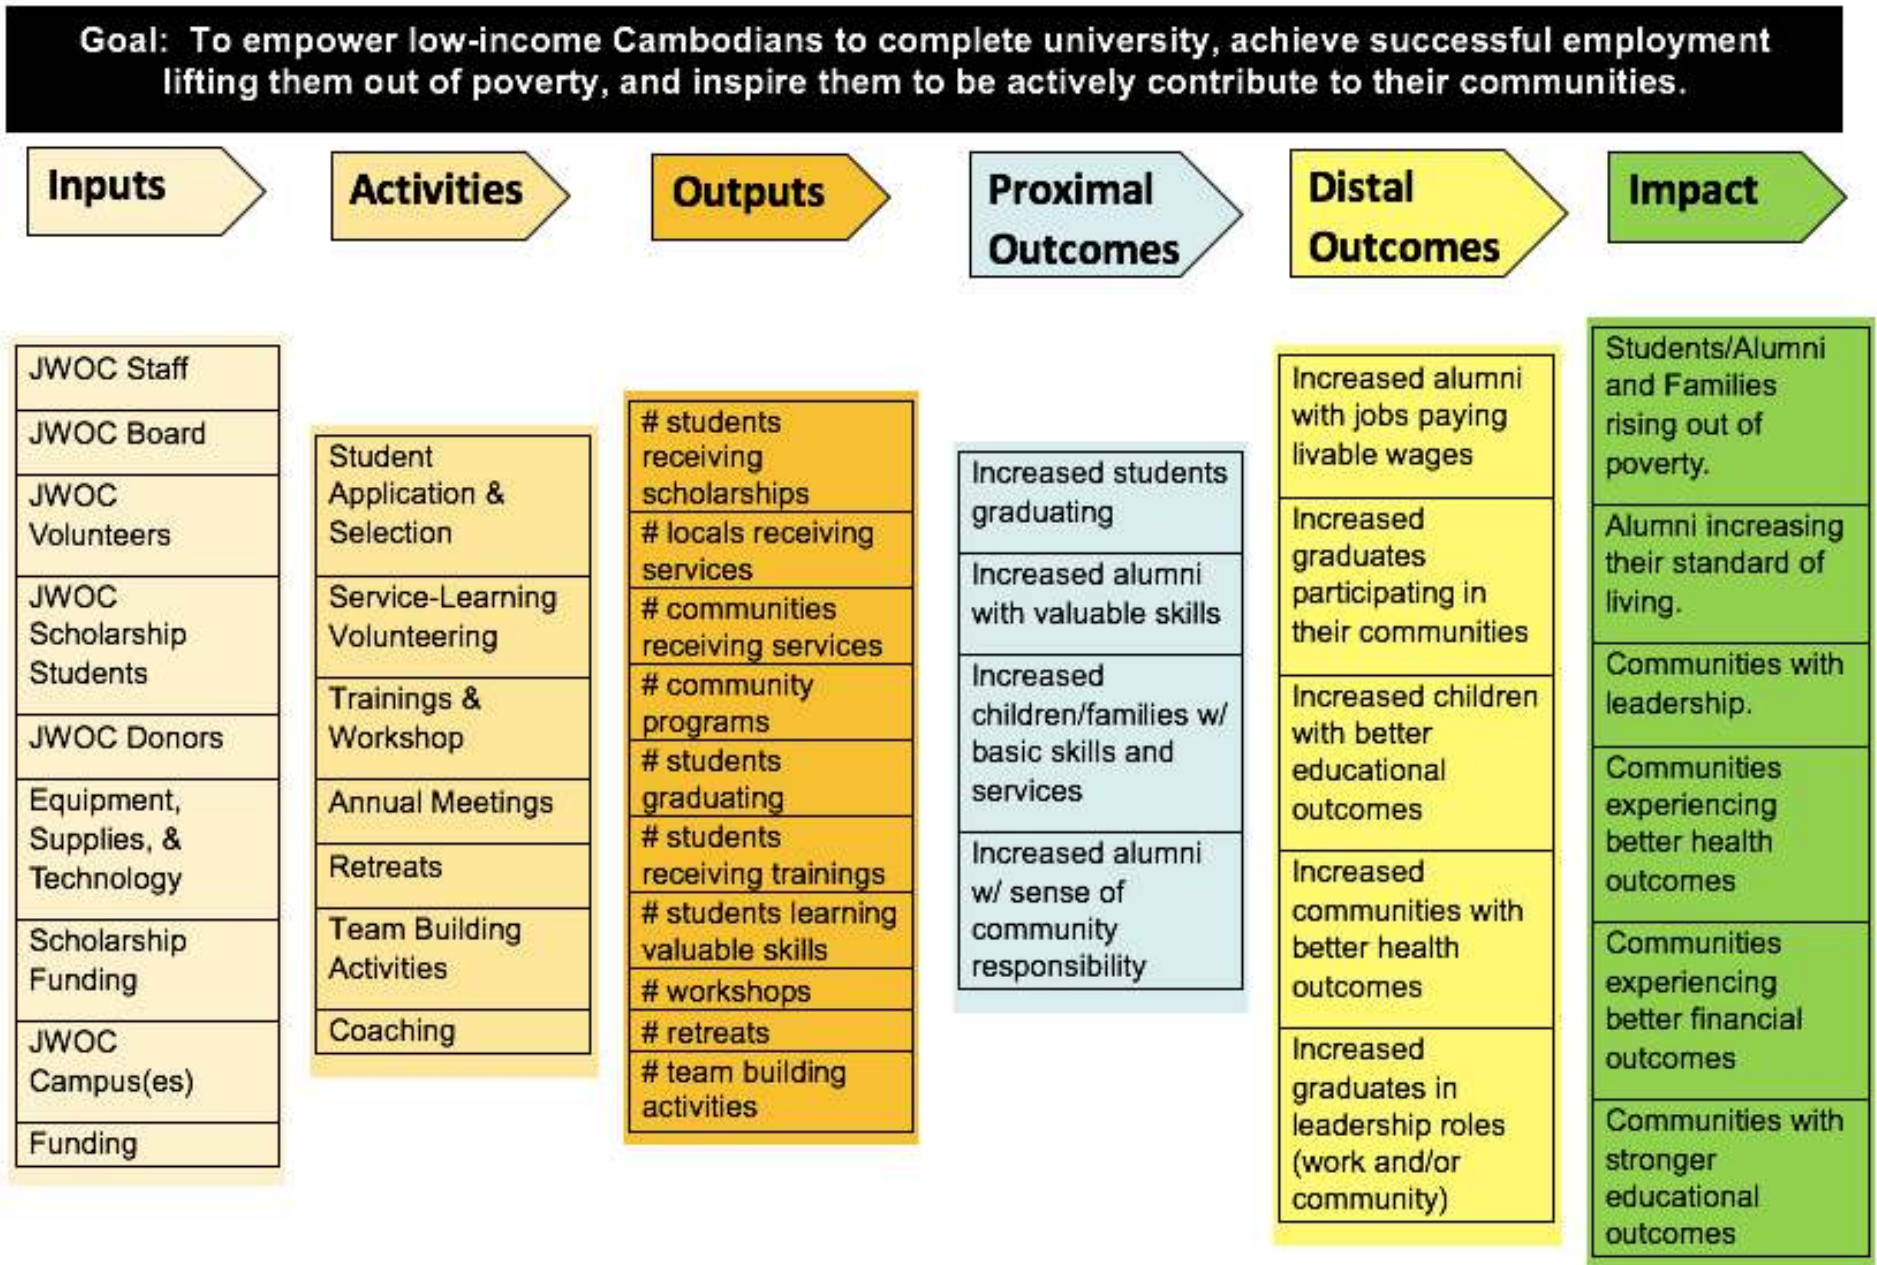 Goal: To empower low-income Cambodians to complete university, achieve successful employment
lifting them out of poverty, and inspire them to be actively contribute to their communities.
Inputs
Activities
Outputs
Proximal
Outcomes
Distal
Outcomes
Impact
JWOC Staff
JWOC Board
JWOC
Volunteers
JWOC
Scholarship
Students
JWOC Donors
Equipment,
Supplies, &
Technology
Scholarship
Funding
JWOC
Campus(es)
Funding
Student
Application &
Selection
Service-Learning
Volunteering
Trainings &
Workshop
Annual Meetings
Retreats
Team Building
Activities
Coaching
# students
receiving
scholarships
# locals receiving
services
# communities
receiving services
# community
programs
# students
graduating
# students
receiving trainings
# students learning
valuable skills
# workshops
# retreats
# team building
activities
Increased students
graduating
Increased alumni
with valuable skills
Increased
children/families w/
basic skills and
services
Increased alumni
w/ sense of
community
responsibility
Increased alumni
with jobs paying
livable wages
Increased
graduates
participating in
their communities
Increased children
with better
educational
outcomes
Increased
communities with
better health
outcomes
Increased
graduates in
leadership roles
(work and/or
community)
Students/Alumni
and Families
rising out of
poverty.
Alumni increasing
their standard of
living.
Communities with
leadership.
Communities
experiencing
better health
outcomes
Communities
experiencing
better financial
outcomes
Communities with
stronger
educational
outcomes